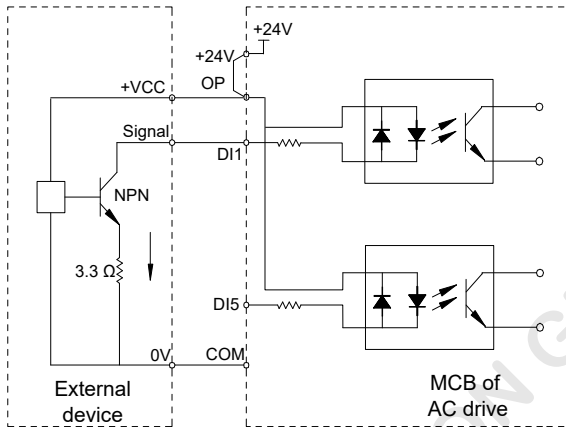 +24V
+24V
+VCC
OP
Signal
DI1
NPN
3.3 Ω
DI5
0V
COM
External
device
MCB of
AC drive